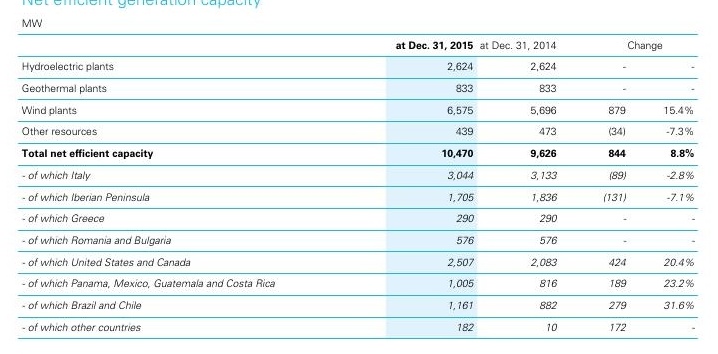 Net efficient generation capacity
MW
at Dec. 31, 2015 at Dec. 31, 2014 Change
Hydroelectric plants 2,624 2,624 - -
Geothermal plants 833 833 - -
Wind plants 6,575 5,696 879 15.4%
Other resources 439 473 (34) -7.3%
Total net efficient capacity 10,470 9,626 844 8.8%
- of which Italy 3,044 3,133 (89) -2.8%
- of which Iberian Peninsula 1,705 1,836 (131) -7.1%
- of which Greece 290 290 - -
- of which Romania and Bulgaria 576 576 - -
- of which United States and Canada 2,507 2,083 424 20.4%
- of which Panama, Mexico, Guatemala and Costa Rica 1,005 816 189 23.2%
- of which Brazil and Chile 1,161 882 279 31.6%
- of which other countries 182 10 172 -